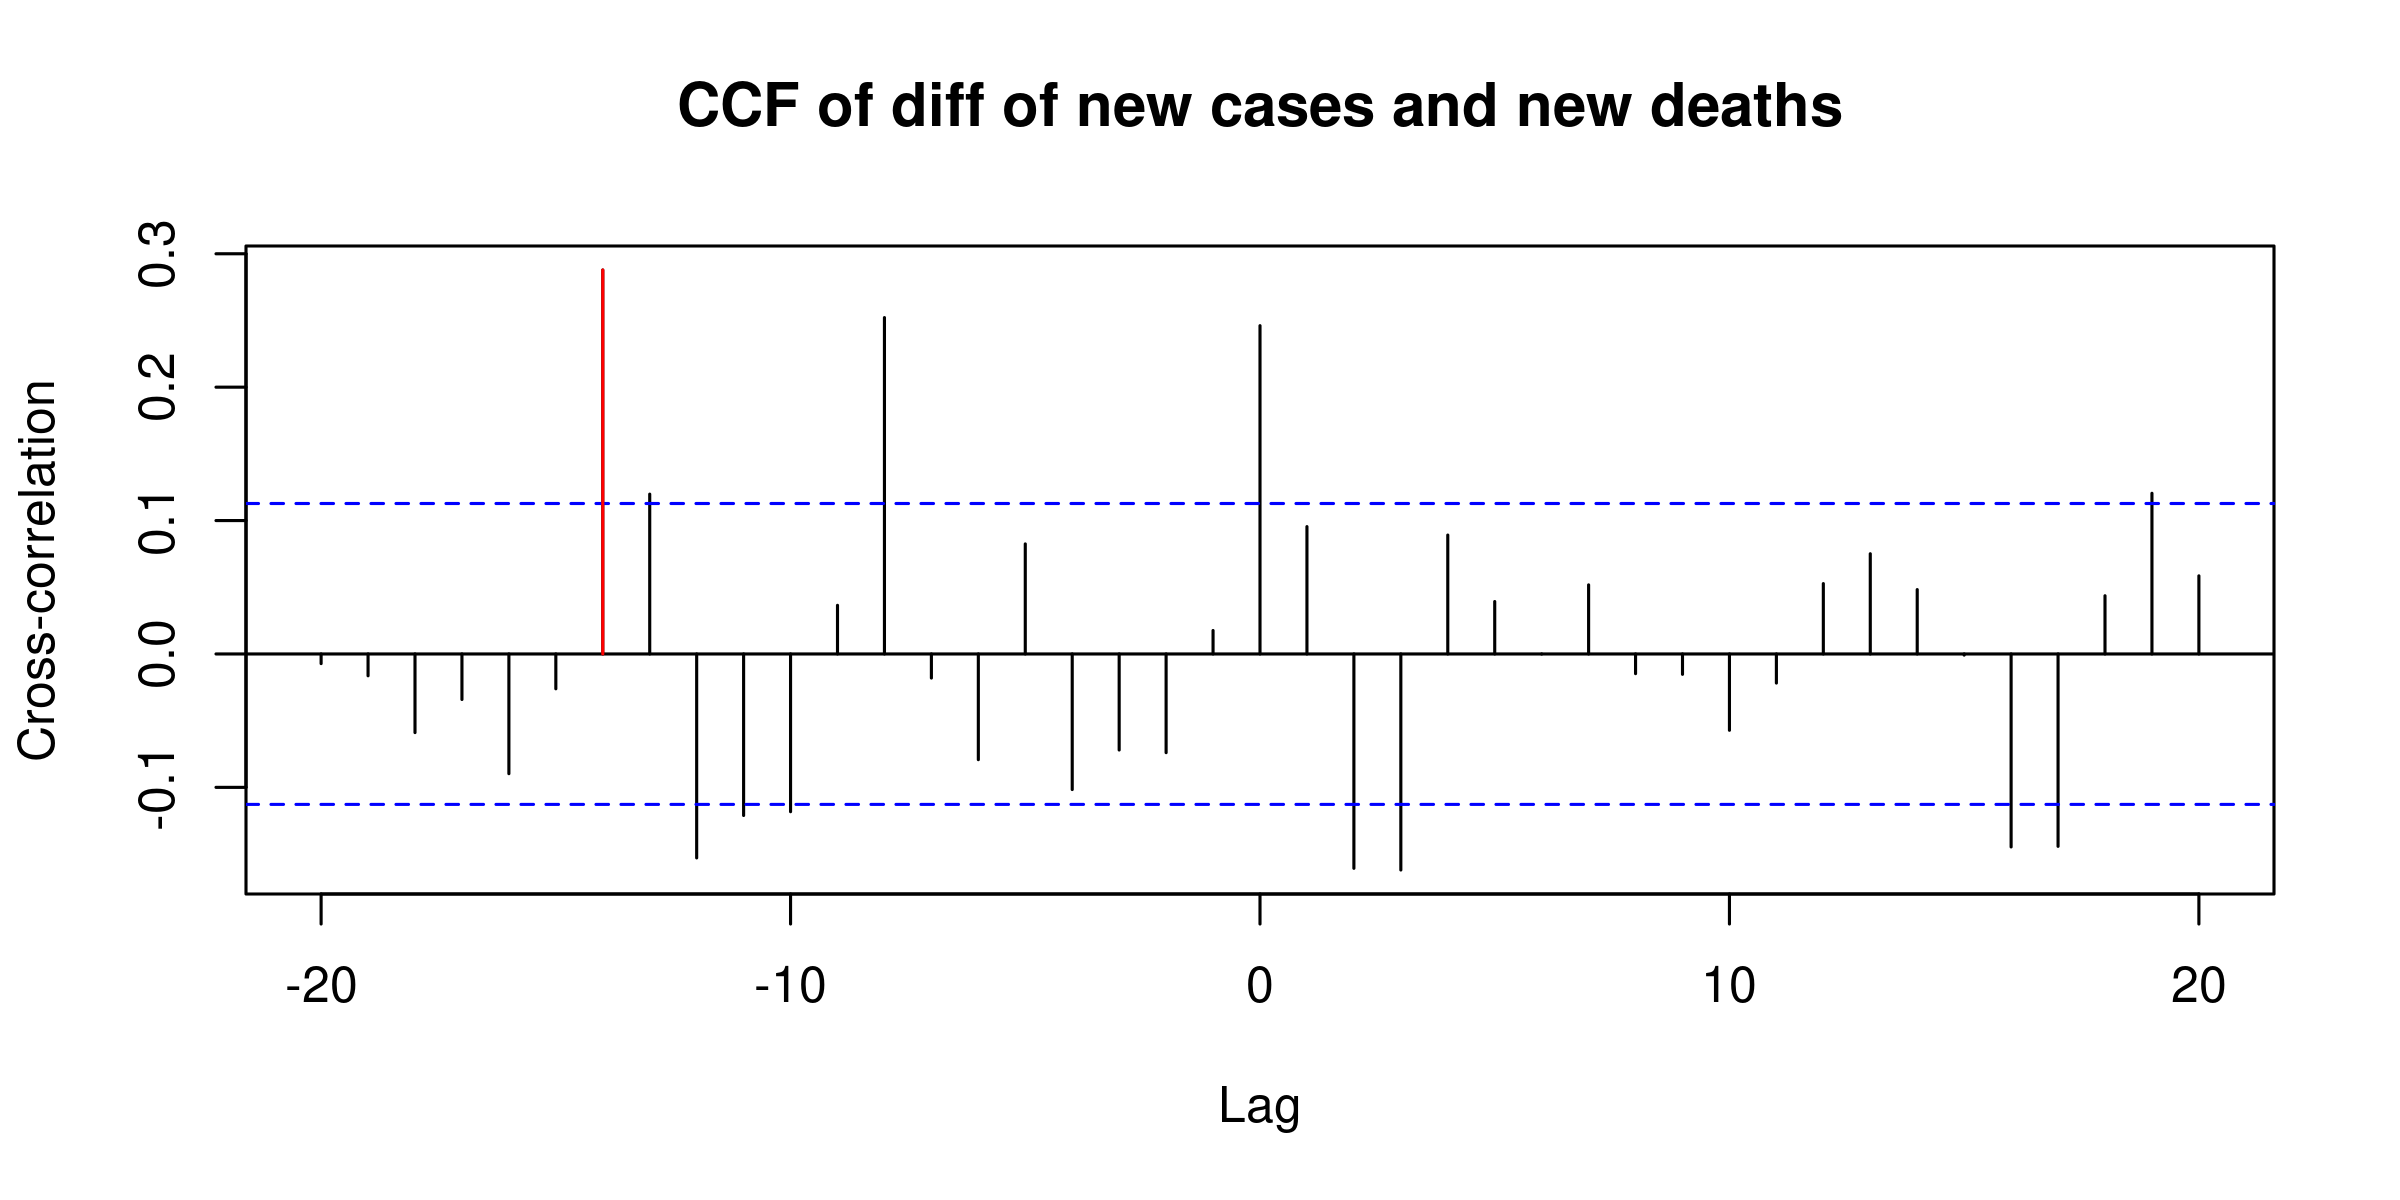 CCF of diff of new cases and new deaths
Cross-correlation
0.3
0.2
0.1
0.0
-0.1
-20 -10 0 10 20
Lag